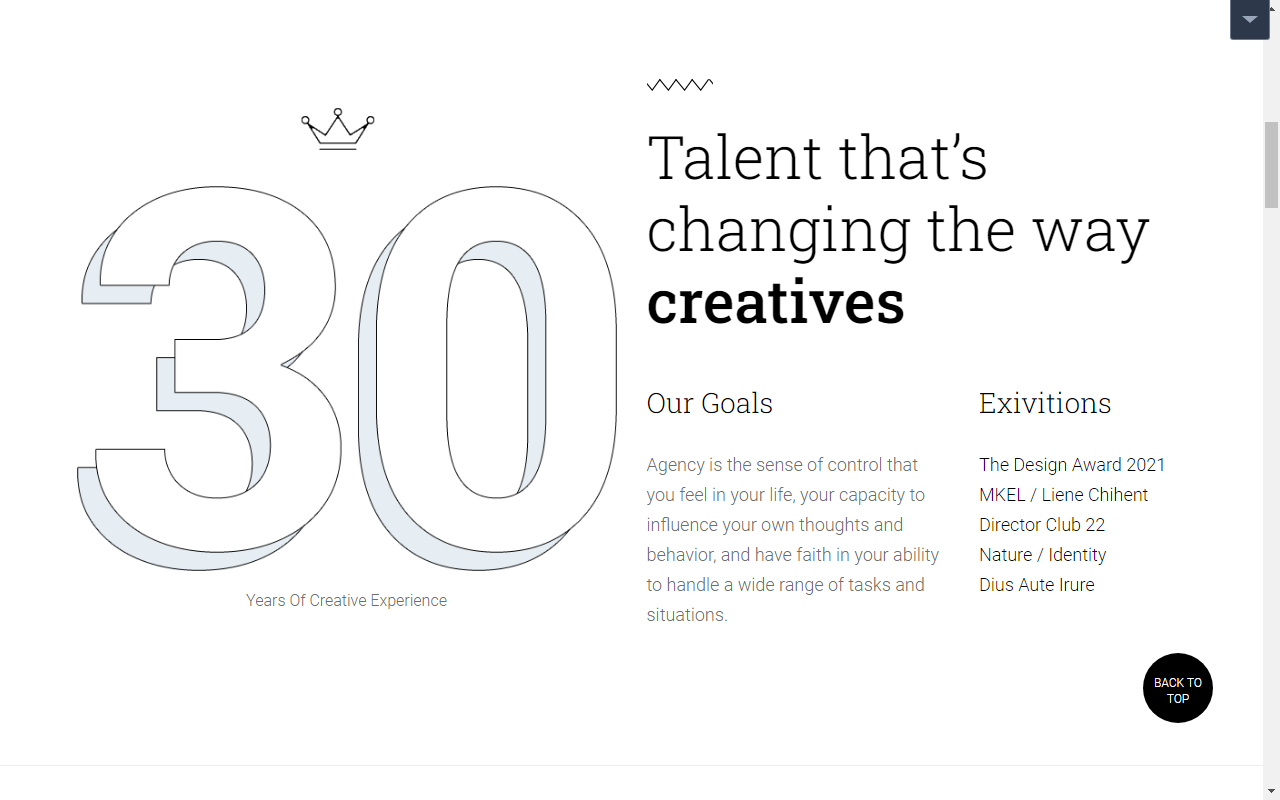 30
Years Of Creative Experience
Talent that’s
changing the way
creatives
Our Goals
Agency is the sense of control that
you feel in your life, your capacity to
influence your own thoughts and
behavior, and have faith in your ability
to handle a wide range of tasks and
situations.
Exivitions
The Design Award 2021
MKEL / Liene Chihent
Director Club 22
Nature / Identity
Dius Aute Irure
BACK TO
TOP